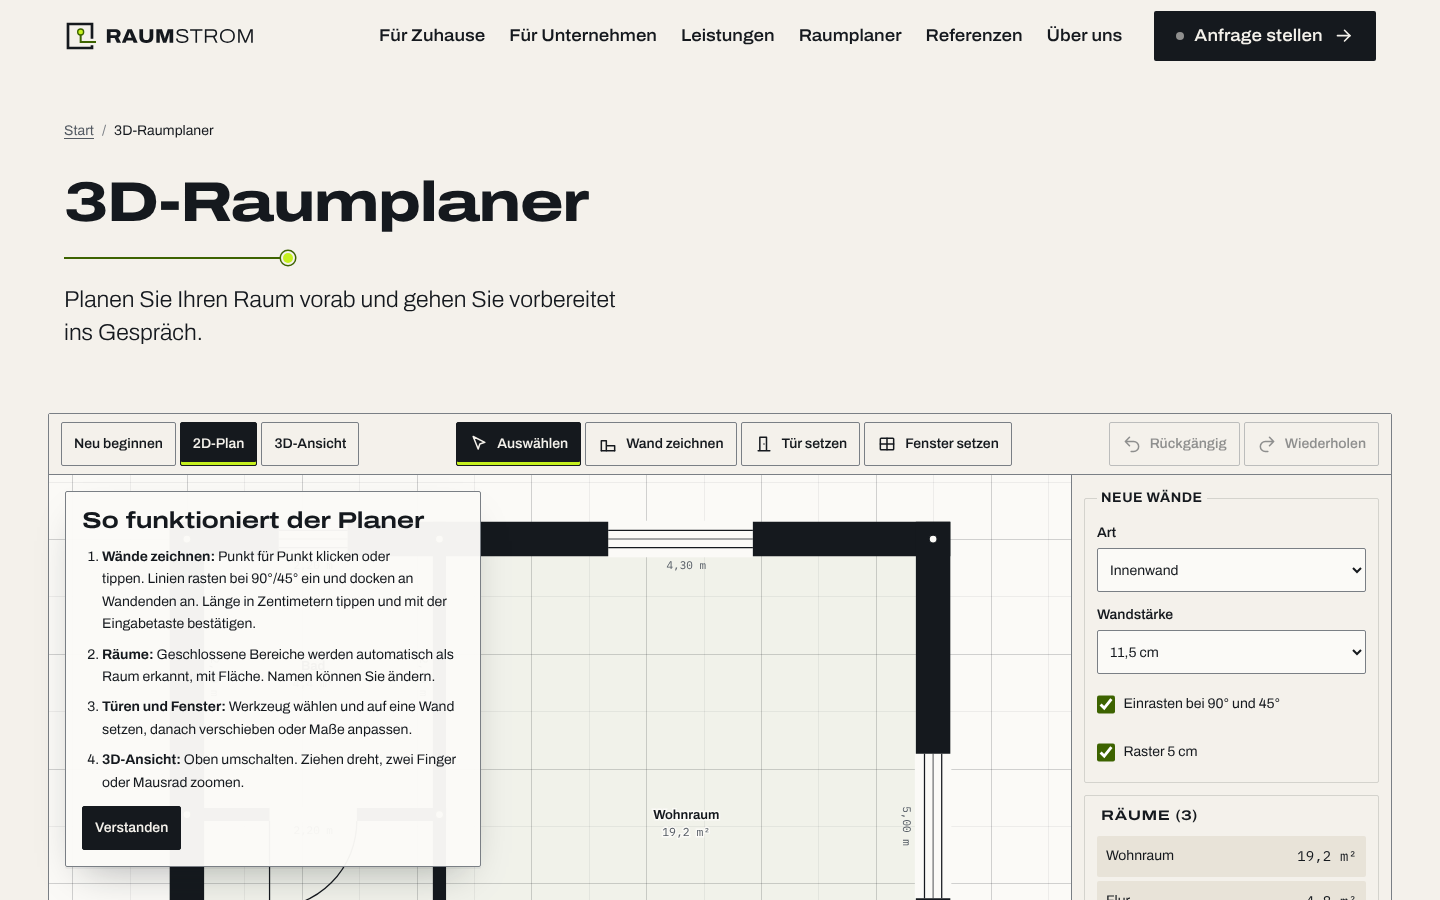 RAUMSTROM
Für Zuhause
Für Unternehmen
Leistungen
Raumplaner
Referenzen
Über uns
Anfrage stellen
Start / 3D-Raumplaner
3D-Raumplaner
Planen Sie Ihren Raum vorab und gehen Sie vorbereitet
ins Gespräch.
Neu beginnen
2D-Plan
3D-Ansicht
Auswählen
Wand zeichnen
Tür setzen
Fenster setzen
Rückgängig
Wiederholen
So funktioniert der Planer
1. Wände zeichnen: Punkt für Punkt klicken oder
tippen. Linien rasten bei 90°/45° ein und docken an
Wandenden an. Länge in Zentimetern tippen und mit der
Eingabetaste bestätigen.
2. Räume: Geschlossene Bereiche werden automatisch als
Raum erkannt, mit Fläche. Namen können Sie ändern.
3. Türen und Fenster: Werkzeug wählen und auf eine Wand
setzen, danach verschieben oder Maße anpassen.
4. 3D-Ansicht: Oben umschalten. Ziehen dreht, zwei Finger
oder Mausrad zoomen.
Verstanden
4,30 m
Wohnraum
19,2 m²
5,00 m
NEUE WÄNDE
Art
Innenwand
Wandstärke
11,5 cm
Einrasten bei 90° und 45°
Raster 5 cm
RÄUME (3)
Wohnraum
19,2 m²
Flur